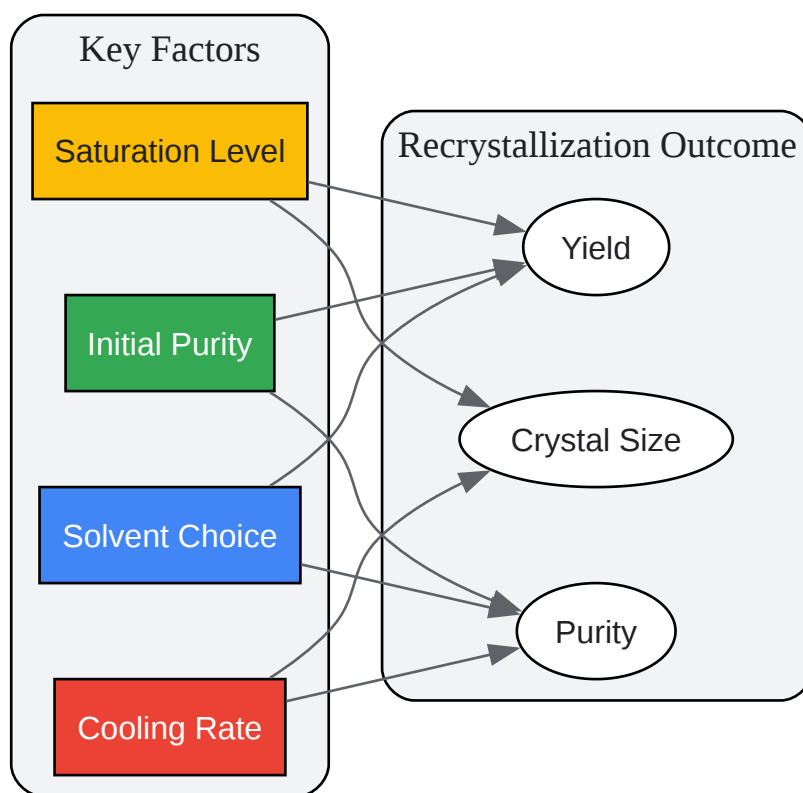 Key Factors
Saturation Level
Initial Purity
Solvent Choice
Cooling Rate
Recrystallization Outcome
Yield
Crystal Size
Purity